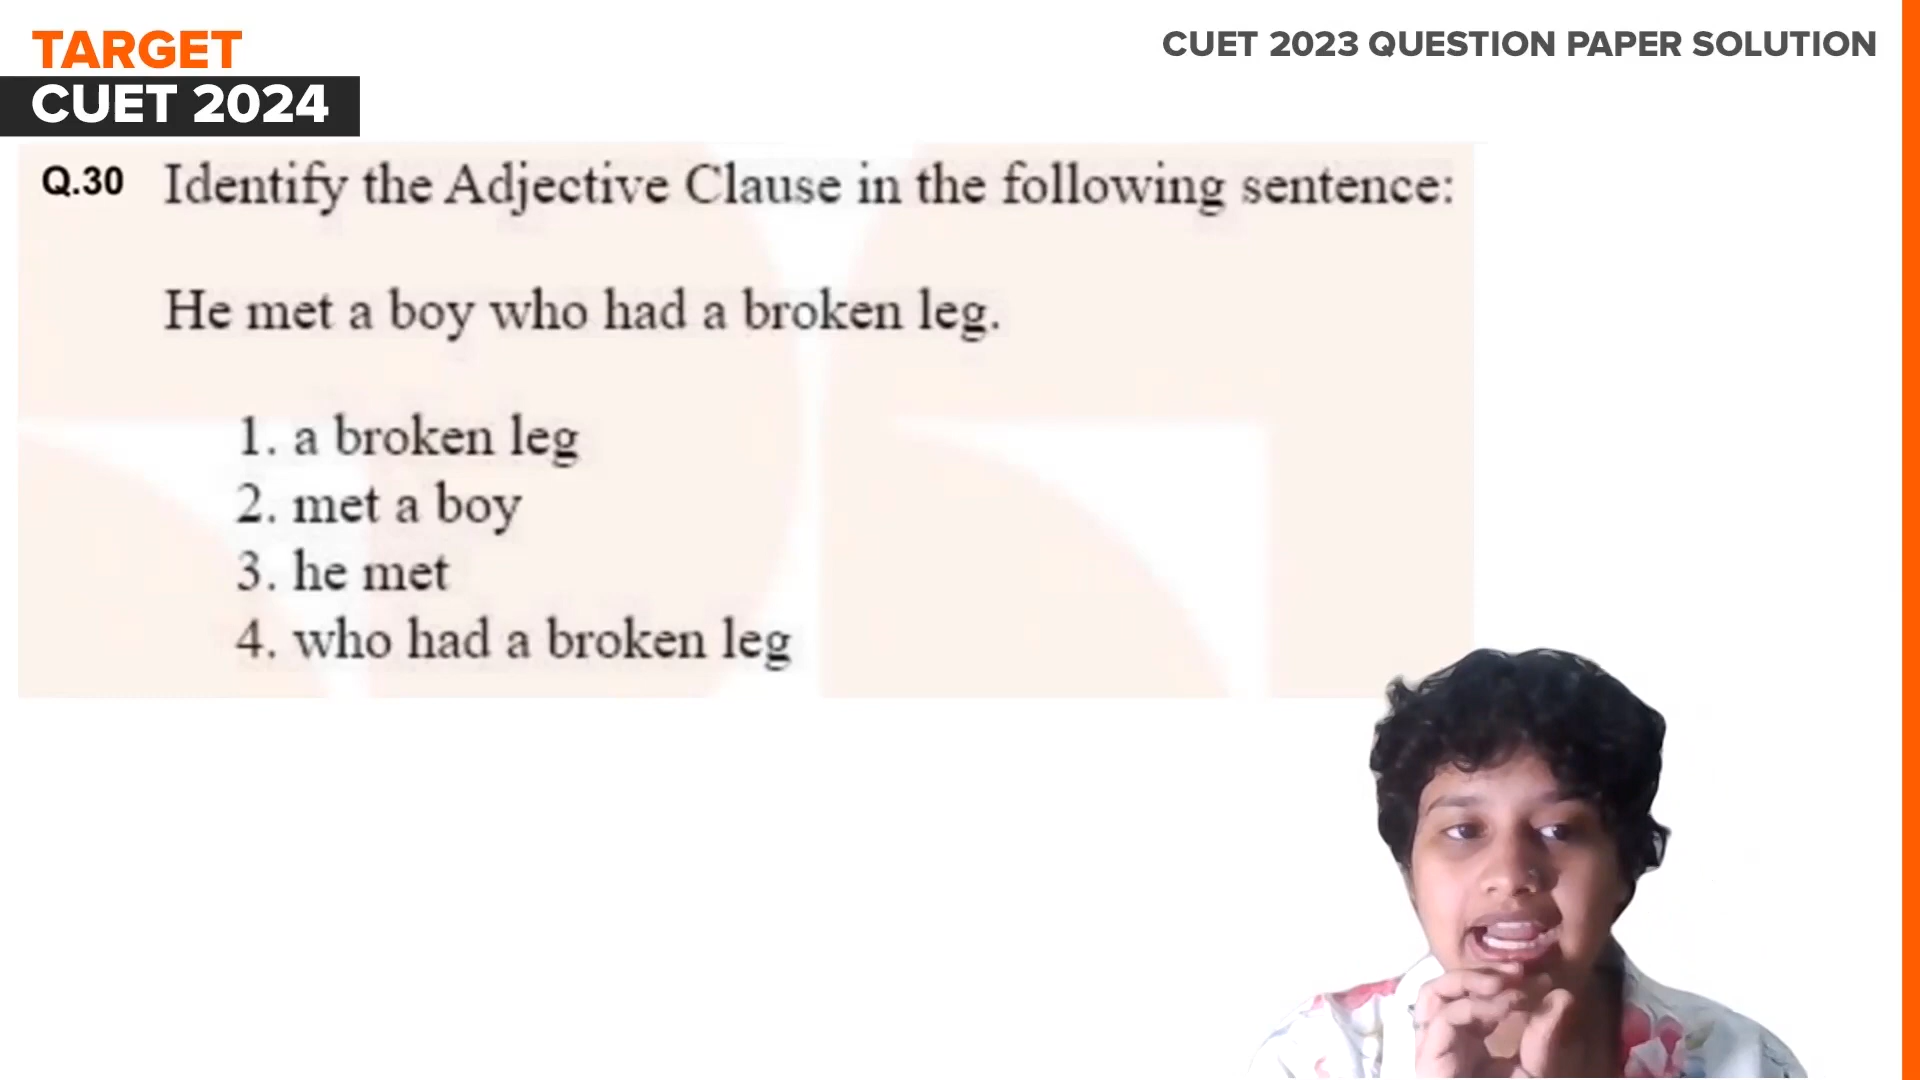 TARGET
CUET 2024
CUET 2023 QUESTION PAPER SOLUTION
Q.30 Identify the Adjective Clause in the following sentence:
He met a boy who had a broken leg.
1. a broken leg
2. met a boy
3. he met
4. who had a broken leg